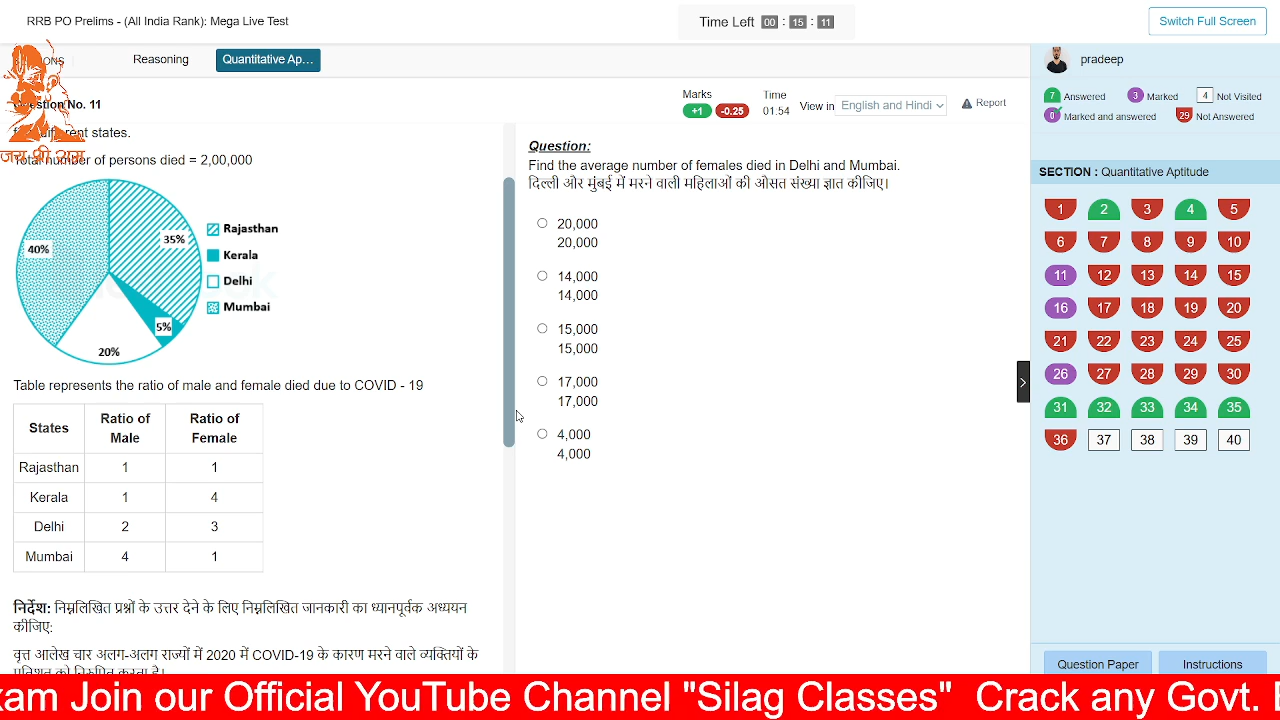 RRB PO Prelims - (All India Rank): Mega Live Test
Time Left 00 : 15 : 11
Switch Full Screen
Reasoning
Quantitative Ap...
pradeep
Question No. 11
Marks
+1 -0.25
Time
01:54
View in English and Hindi
Report
7 Answered
3 Marked
4 Not Visited
0 Marked and answered
29 Not Answered
जय श्री राम
Total number of persons died = 2,00,000
40%
35%
5%
20%
Rajasthan
Kerala
Delhi
Mumbai
Table represents the ratio of male and female died due to COVID - 19
States Ratio of Male Ratio of Female
Rajasthan 1 1
Kerala 1 4
Delhi 2 3
Mumbai 4 1
निर्देश: निम्नलिखित प्रश्नों के उत्तर देने के लिए निम्नलिखित जानकारी का ध्यानपूर्वक अध्ययन
कीजिए:
वृत्त आलेख चार अलग-अलग राज्यों में 2020 में COVID-19 के कारण मरने वाले व्यक्तियों के
Question:
Find the average number of females died in Delhi and Mumbai.
दिल्ली और मुंबई में मरने वाली महिलाओं की औसत संख्या ज्ञात कीजिए।
20,000
20,000
14,000
14,000
15,000
15,000
17,000
17,000
4,000
4,000
SECTION : Quantitative Aptitude
1 2 3 4 5
6 7 8 9 10
11 12 13 14 15
16 17 18 19 20
21 22 23 24 25
26 27 28 29 30
31 32 33 34 35
36 37 38 39 40
Question Paper
Instructions
xam Join our Official YouTube Channel "Silag Classes" Crack any Govt. E